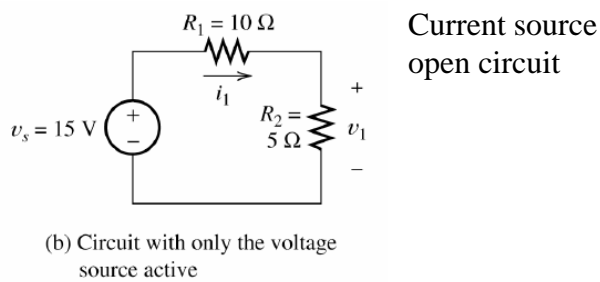 R₁ = 10 Ω
Current source
open circuit
i₁
+
R₂ =
5 Ω
v₁
−
vₛ = 15 V
+
−
(b) Circuit with only the voltage
source active